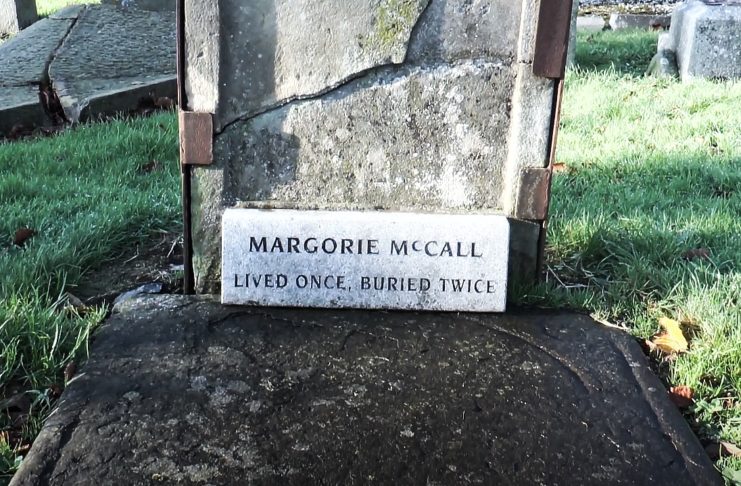 MARGORIE McCALL
LIVED ONCE, BURIED TWICE